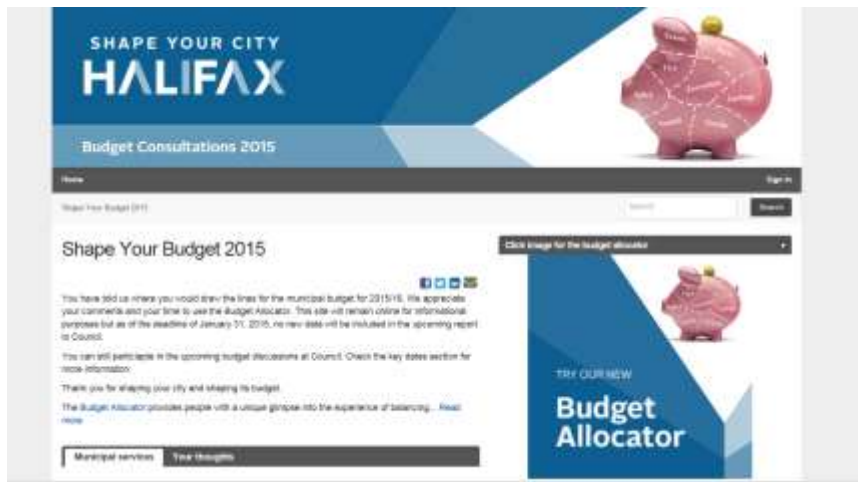 SHAPE YOUR CITY
HALIFAX
Budget Consultations 2015
Home
Sign In
Shape Your Budget 2015
Search
Search
Shape Your Budget 2015
Click image for the budget allocator
You have told us where you would draw the lines for the municipal budget for 2015/16. We appreciate
your comments and your time to use the Budget Allocator. This site will remain online for informational
purposes but as of the deadline of January 31, 2015, no new data will be included in the upcoming report
to Council.
You can still participate in the upcoming budget discussions at Council. Check the key dates section for
more information.
Thank you for shaping your city and shaping its budget.
The Budget Allocator provides people with a unique glimpse into the experience of balancing... Read
more
TRY OUR NEW
Budget
Allocator
Municipal services
Your thoughts